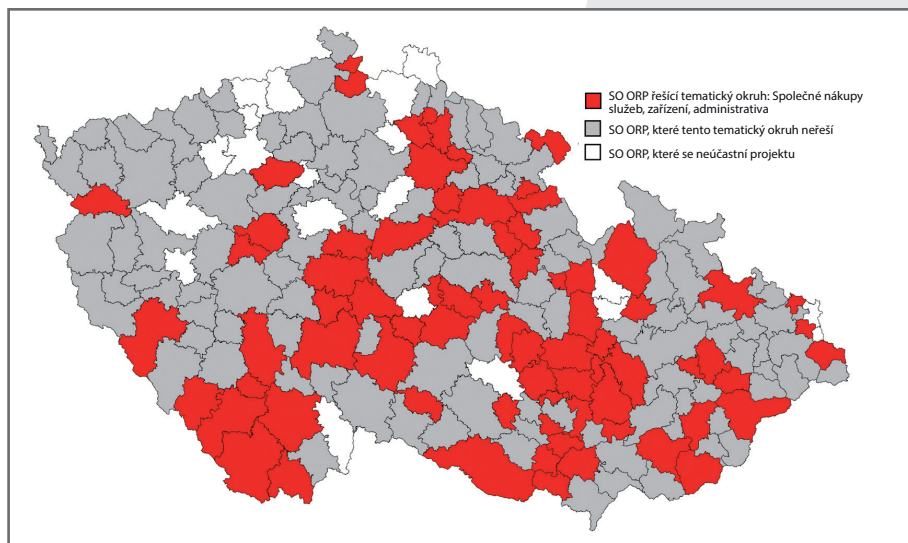 SO ORP řešící tematický okruh: Společné nákupy
služeb, zařízení, administrativa
SO ORP, které tento tematický okruh neřeší
SO ORP, které se neúčastní projektu